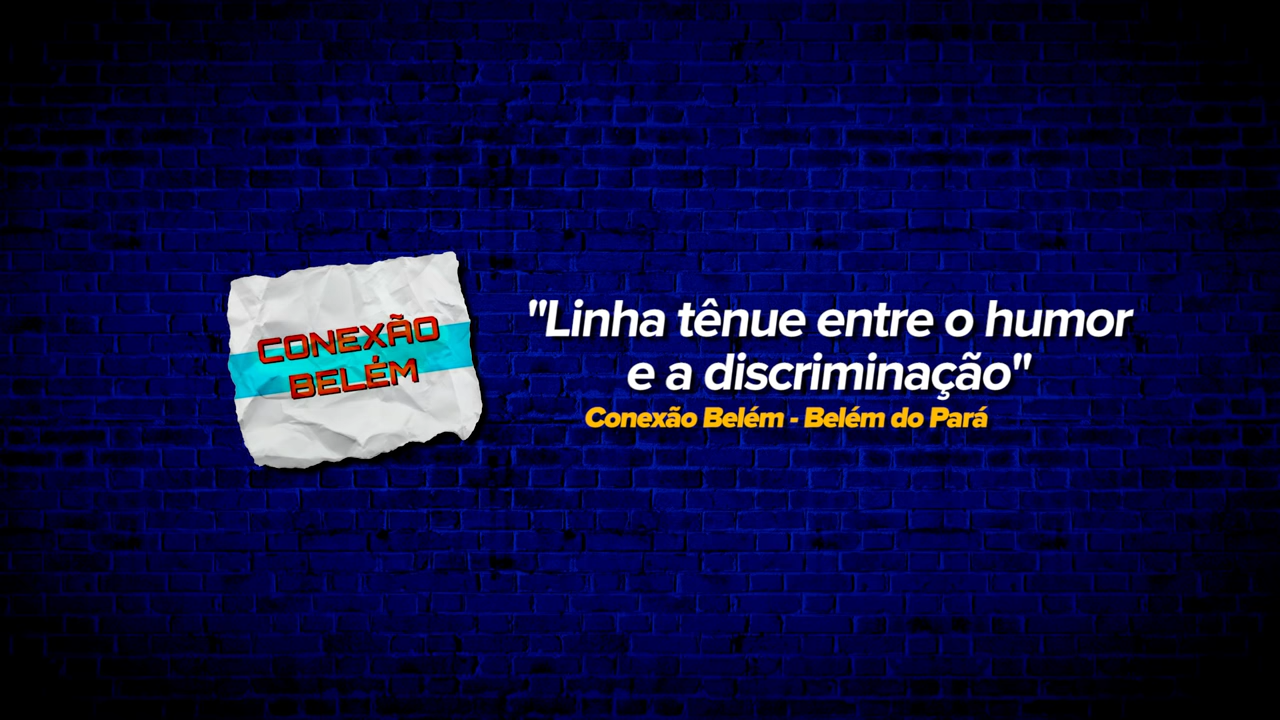 CONEXÃO
BELÉM
"Linha tênue entre o humor
e a discriminação"
Conexão Belém - Belém do Pará